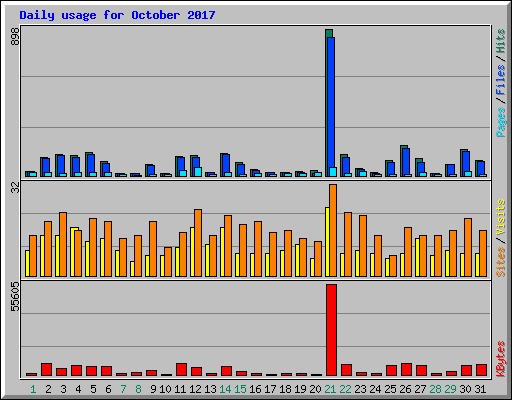 Daily usage for October 2017
898
Pages / Files / Hits
32
Sites / Visits
55605
KBytes
1 2 3 4 5 6 7 8 9 10 11 12 13 14 15 16 17 18 19 20 21 22 23 24 25 26 27 28 29 30 31